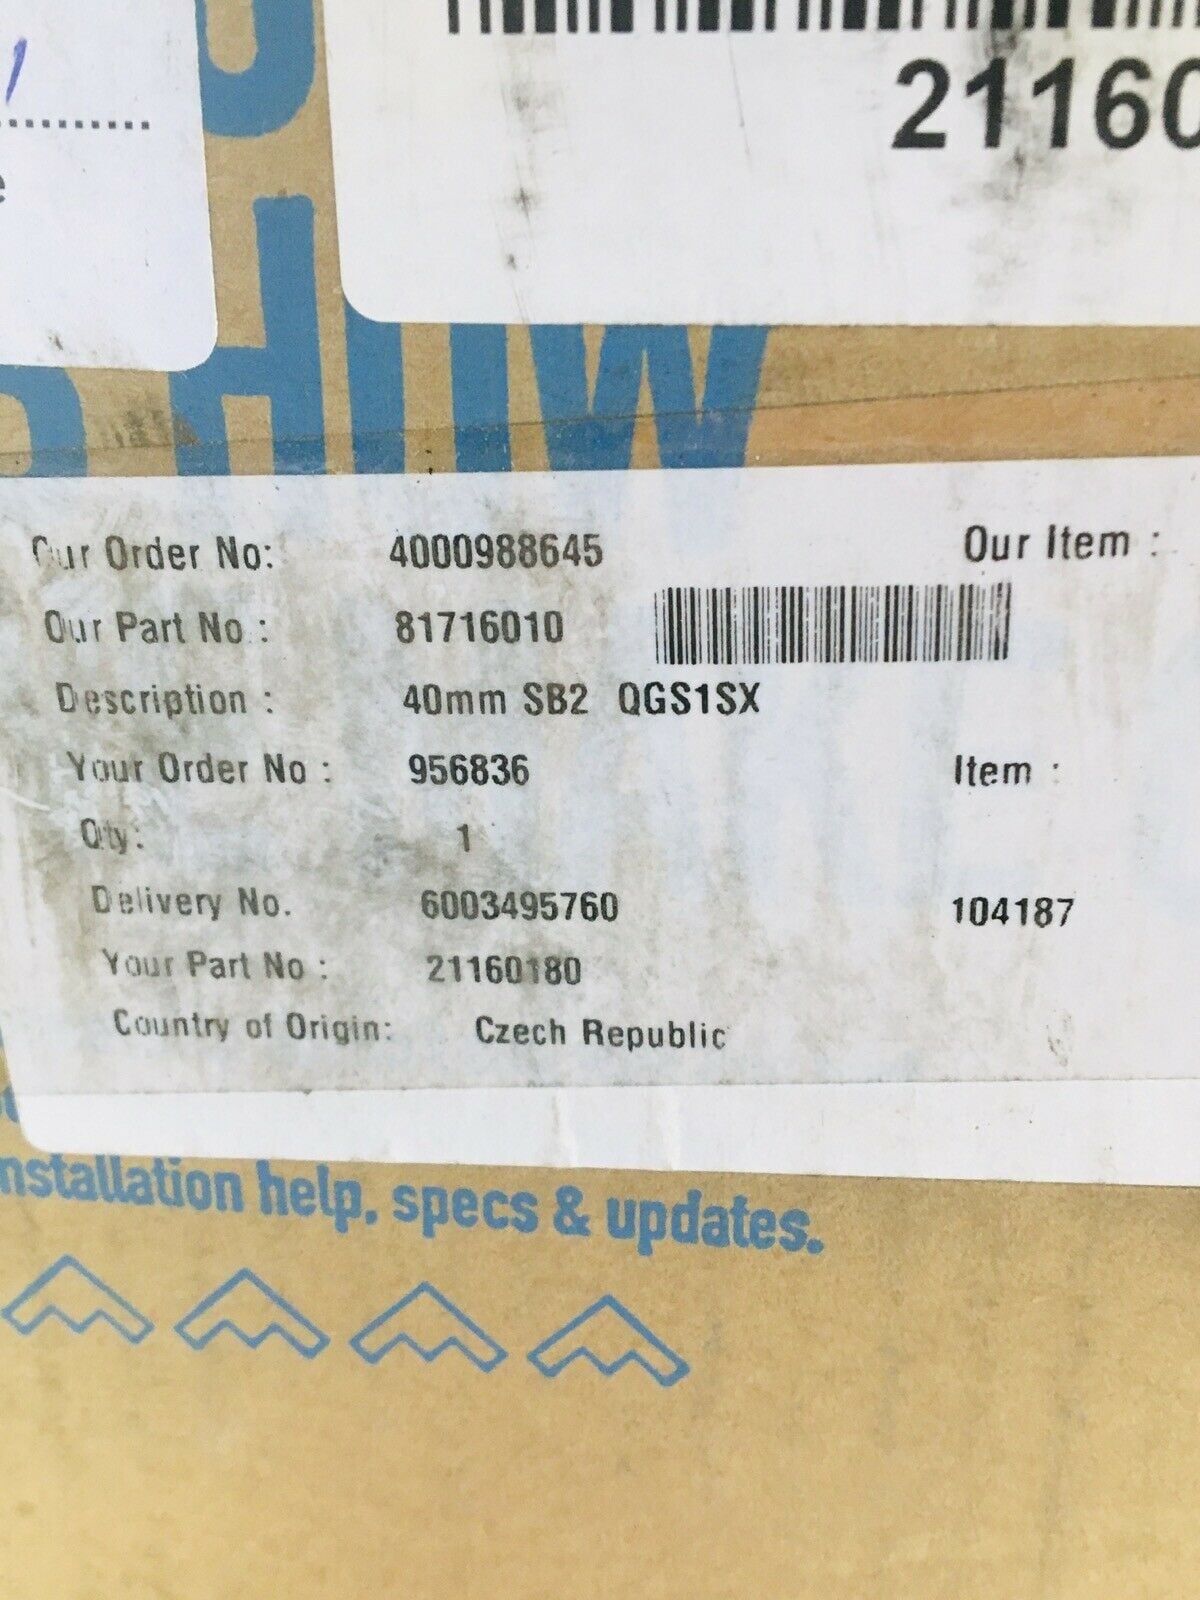 21160
Our Order No: 4000988645 Our Item :
Our Part No : 81716010
Description : 40mm SB2 QGS1SX
Your Order No : 956836 Item :
Qty: 1
Delivery No. 6003495760 104187
Your Part No : 21160180
Country of Origin: Czech Republic
nstallation help, specs & updates.